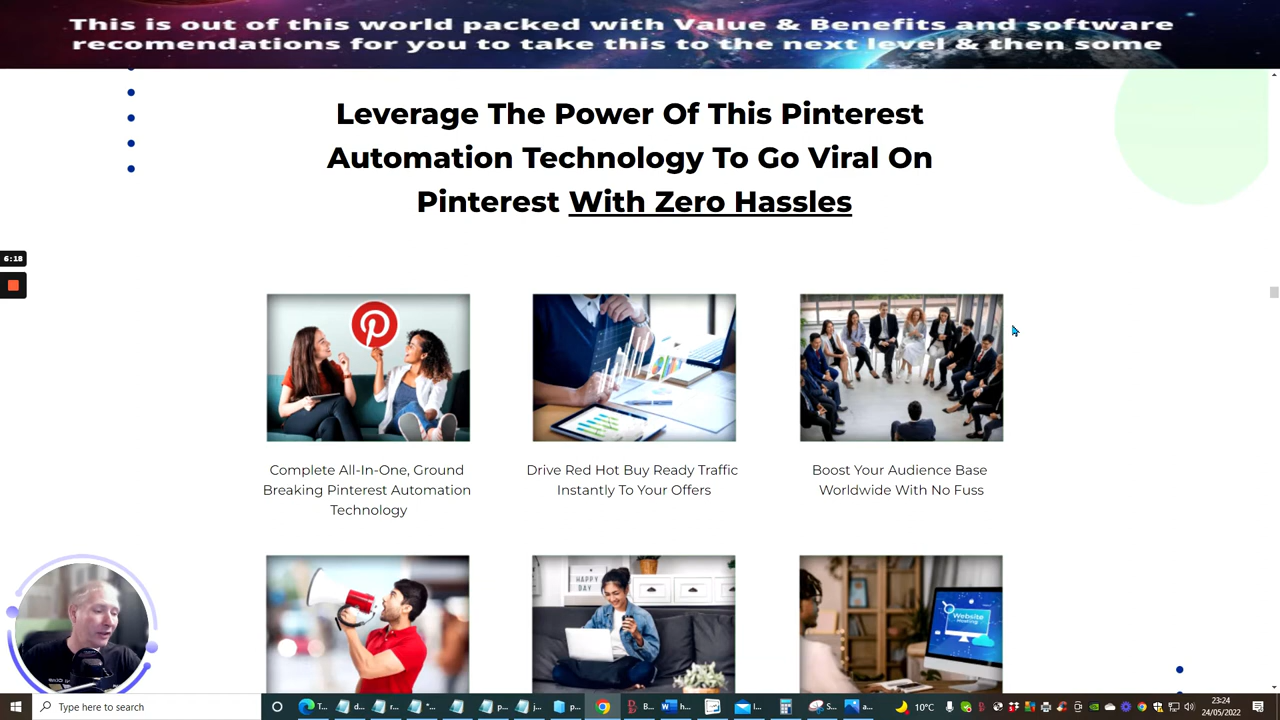 This is out of this world packed with Value & Benefits and software
recomendations for you to take this to the next level & then some
Leverage The Power Of This Pinterest
Automation Technology To Go Viral On
Pinterest With Zero Hassles
6:18
Complete All-In-One, Ground
Breaking Pinterest Automation
Technology
Drive Red Hot Buy Ready Traffic
Instantly To Your Offers
Boost Your Audience Base
Worldwide With No Fuss
HAPPY
DAY
Website
Hosting
Type here to search
T...
d...
r...
"...
p...
j...
p...
B...
h...
I...
S...
a...
10°C
23:24
24/05/2022